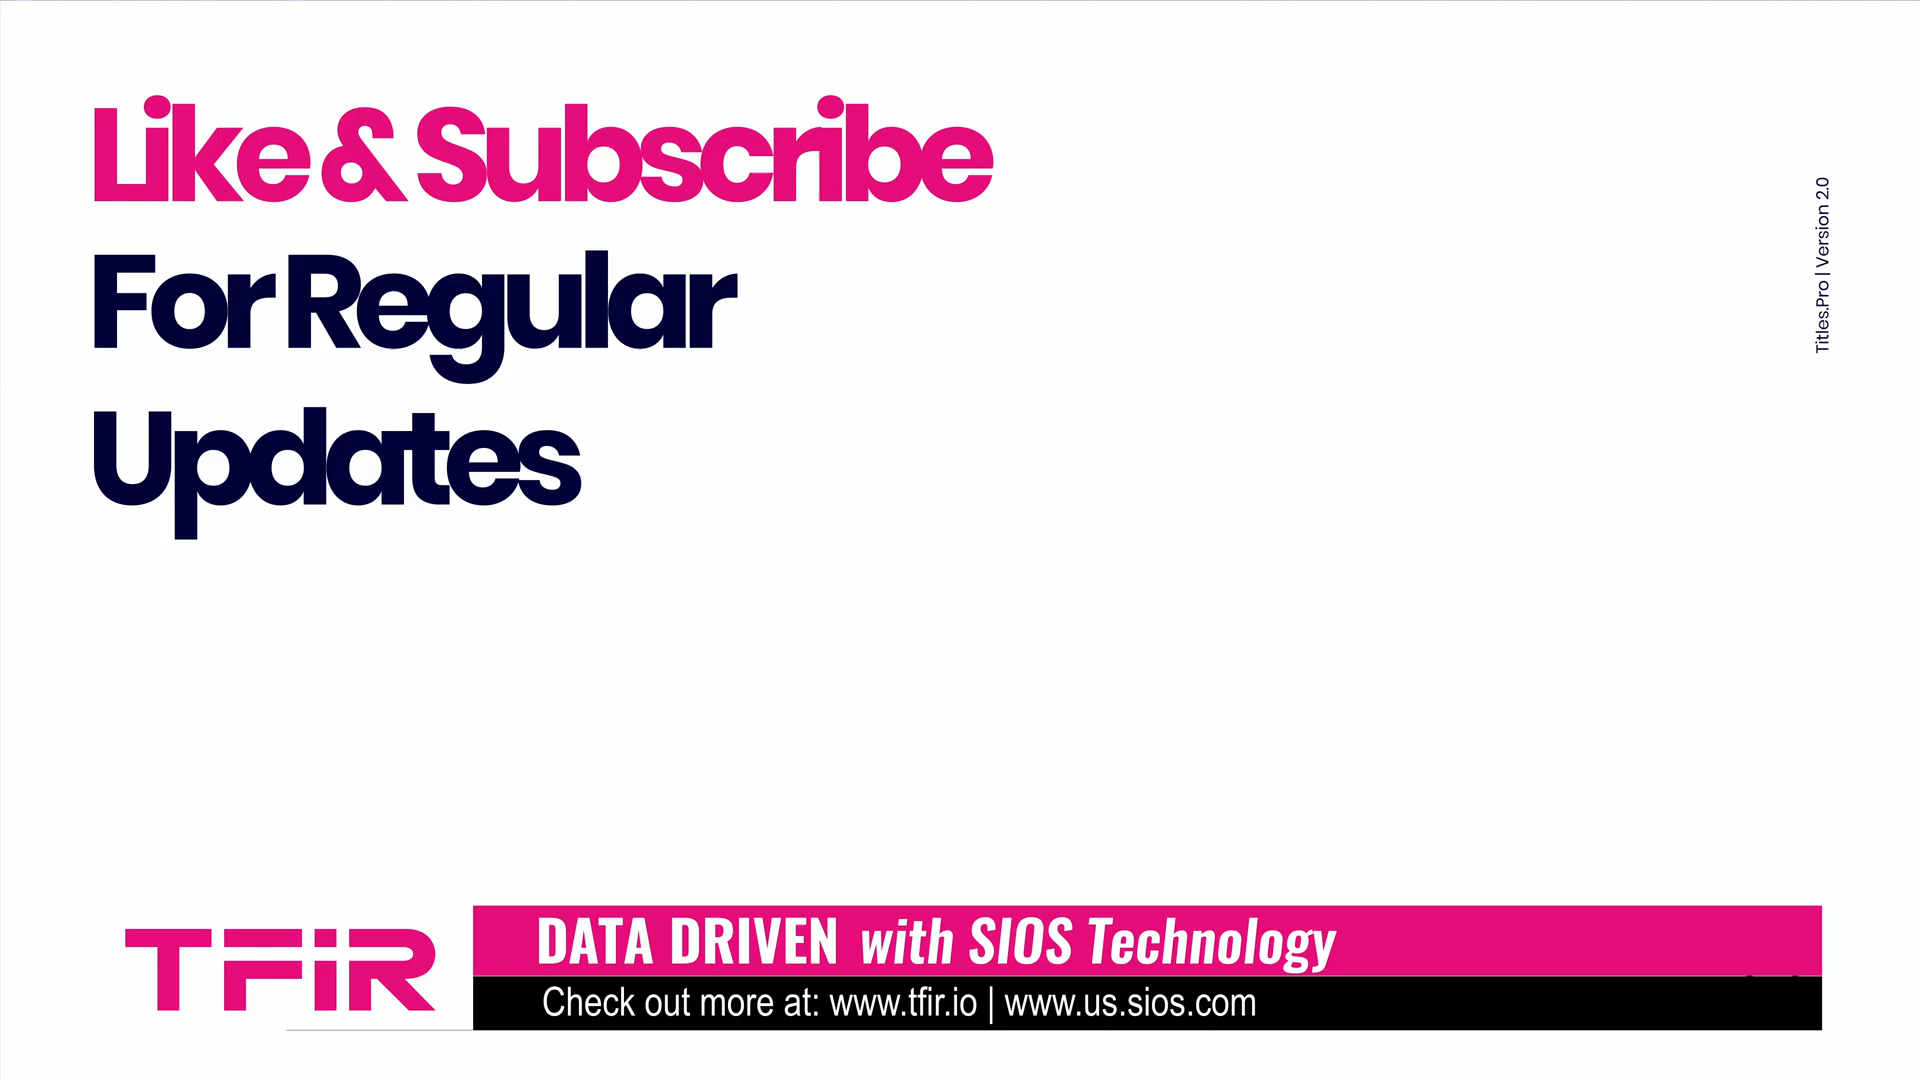 Like & Subscribe
For Regular
Updates
Titles.Pro | Version 2.0
TFiR
DATA DRIVEN with SIOS Technology
Check out more at: www.tfir.io | www.us.sios.com